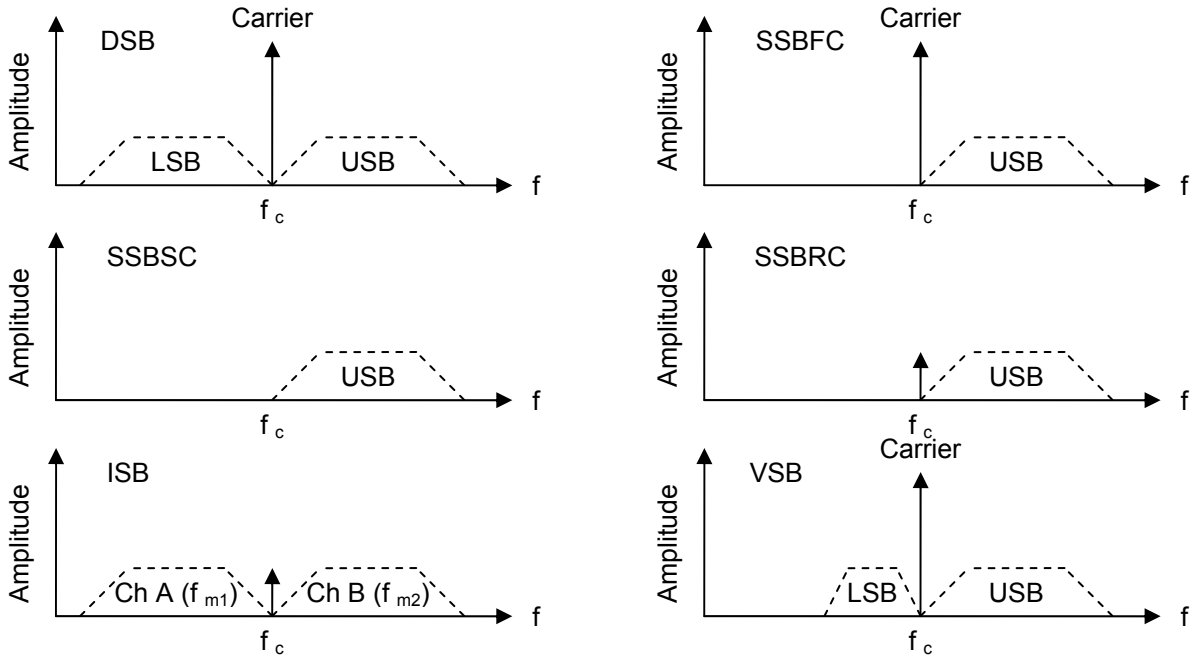 Carrier
DSB
Amplitude
LSB
USB
f
f c
SSBFC
Carrier
Amplitude
USB
f
f c
SSBSC
Amplitude
USB
f
f c
SSBRC
Amplitude
USB
f
f c
ISB
Amplitude
Ch A (f m1)
Ch B (f m2)
f
f c
Carrier
VSB
Amplitude
LSB
USB
f
f c